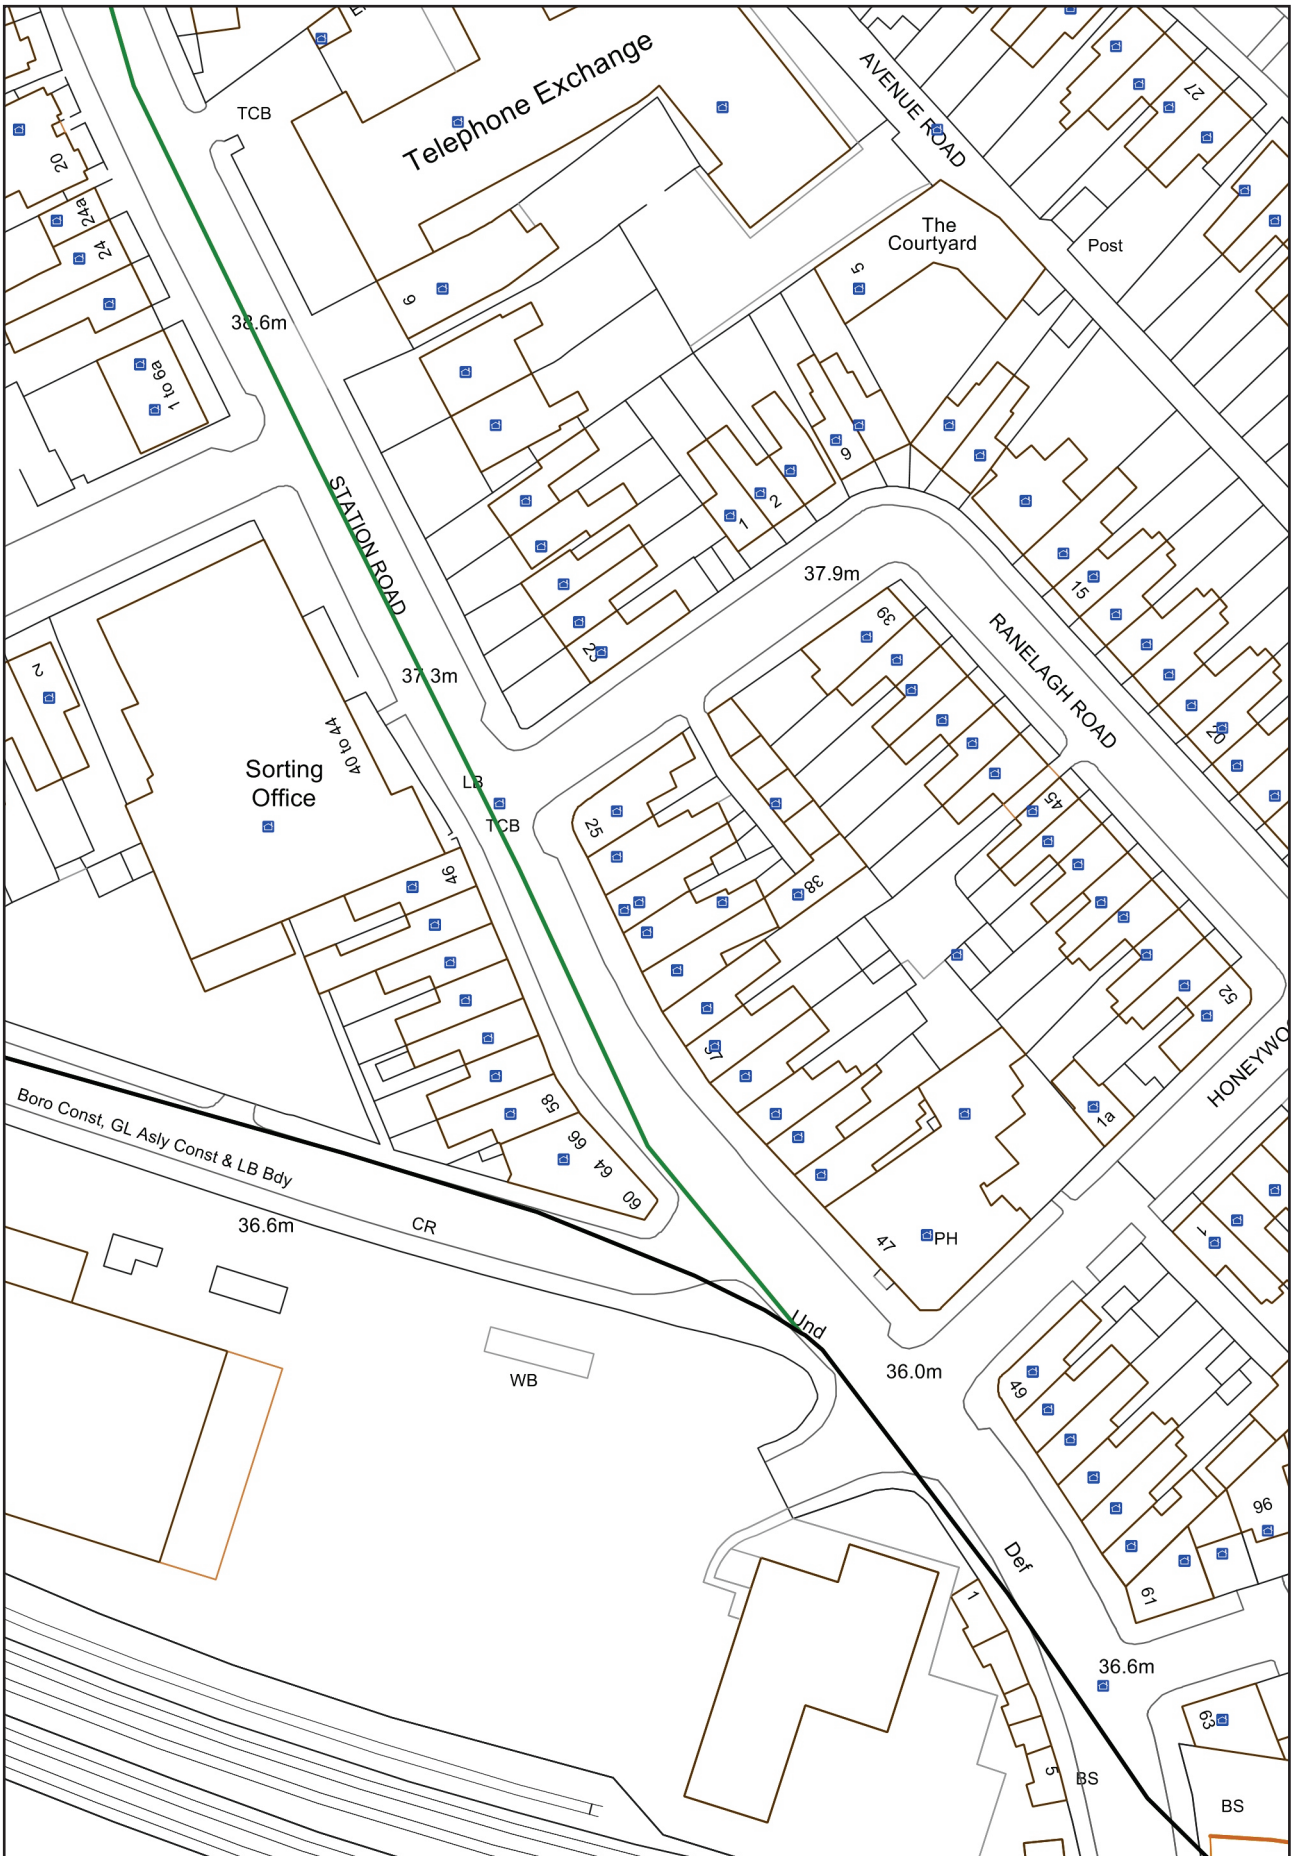 TCB
Telephone Exchange
AVENUE ROAD
27
20
24a
24
The
Courtyard
Post
5
6
38.6m
1 to 6a
STATION ROAD
9
2
1
37.9m
15
39
RANELAGH ROAD
23
2
37.3m
40 to 44
20
Sorting
Office
LB
TCB
25
45
46
38
52
37
HONEYWO
58
1a
Boro Const, GL Asly Const & LB Bdy
66
64
60
36.6m
CR
47
PH
1
Und
WB
36.0m
49
96
Def
1
61
36.6m
63
5
BS
BS